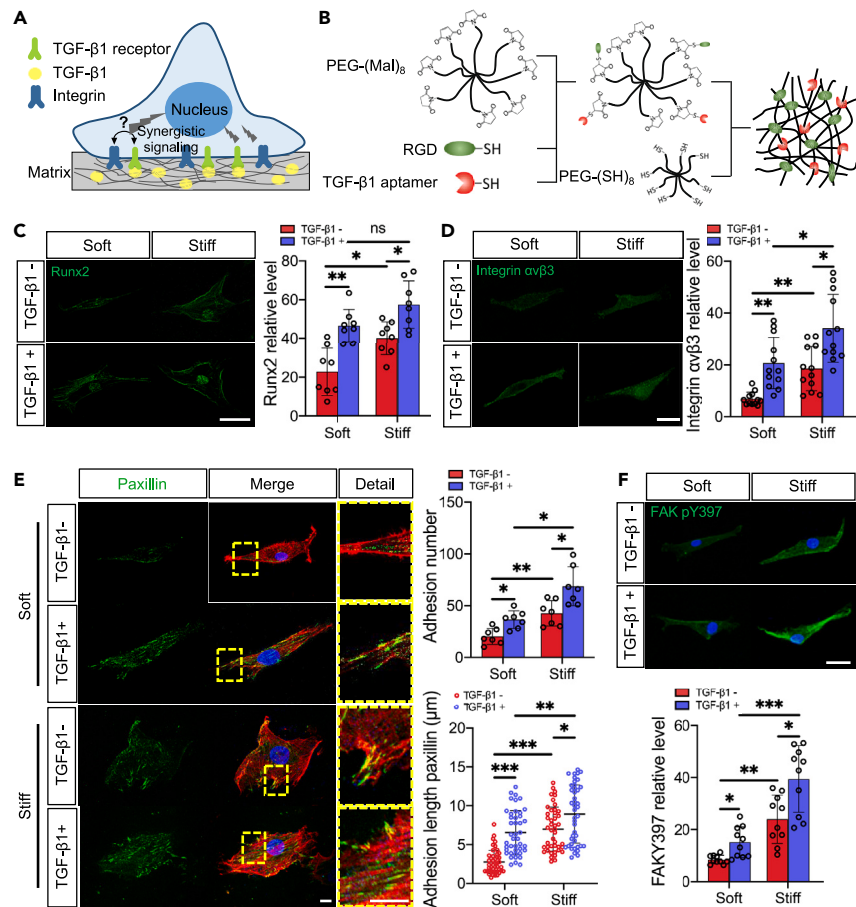 A
TGF-β1 receptor
TGF-β1
Integrin
Nucleus
?
Synergistic
signaling
Matrix
B
PEG-(Mal)8
RGD
-SH
TGF-β1 aptamer
-SH
PEG-(SH)8
HS
SH
C
Soft
Stiff
TGF-β1 -
TGF-β1 +
Runx2
TGF-β1 -
TGF-β1 +
ns
*
*
**
Runx2 relative level
80
60
40
20
0
Soft
Stiff
D
Soft
Stiff
TGF-β1 -
TGF-β1 +
Integrin αvβ3
TGF-β1 -
TGF-β1 +
*
*
**
**
Integrin αvβ3 relative level
60
40
20
0
Soft
Stiff
E
Paxillin
Merge
Detail
Soft
TGF-β1-
TGF-β1+
Stiff
TGF-β1-
TGF-β1+
TGF-β1 -
TGF-β1 +
*
*
**
*
Adhesion number
150
100
50
0
Soft
Stiff
TGF-β1 -
TGF-β1 +
**
*
***
***
Adhesion length paxillin (μm)
20
15
10
5
0
Soft
Stiff
F
Soft
Stiff
TGF-β1 -
TGF-β1 +
FAK pY397
TGF-β1 -
TGF-β1 +
***
*
**
*
FAKY397 relative level
60
40
20
0
Soft
Stiff